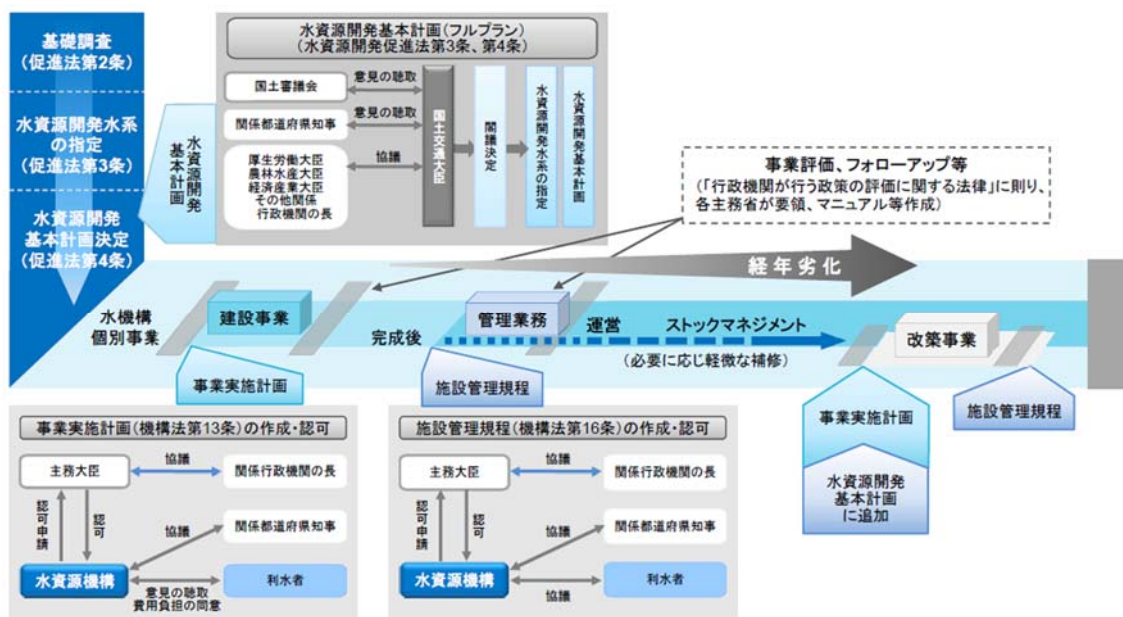 基礎調査
(促進法第2条)
水資源開発水系
の指定
(促進法第3条)
水資源開発
基本計画決定
(促進法第4条)
水資源開発
基本計画
水資源開発基本計画(フルプラン)
(水資源開発促進法第3条、第4条)
国土審議会
意見の聴取
関係都道府県知事
意見の聴取
厚生労働大臣
農林水産大臣
経済産業大臣
その他関係
行政機関の長
協議
国土交通大臣
閣議決定
水資源開発水系の指定
水資源開発基本計画
事業評価、フォローアップ等
(「行政機関が行う政策の評価に関する法律」に則り、
各主務省が要領、マニュアル等作成)
経年劣化
水機構
個別事業
建設事業
完成後
管理業務
運営
ストックマネジメント
(必要に応じ軽微な補修)
改築事業
事業実施計画
施設管理規程
事業実施計画
水資源開発
基本計画
に追加
施設管理規程
事業実施計画(機構法第13条)の作成・認可
主務大臣
協議
関係行政機関の長
認可申請
認可
協議
関係都道府県知事
水資源機構
意見の聴取
費用負担の同意
利水者
施設管理規程(機構法第16条)の作成・認可
主務大臣
協議
関係行政機関の長
認可申請
認可
協議
関係都道府県知事
水資源機構
協議
利水者